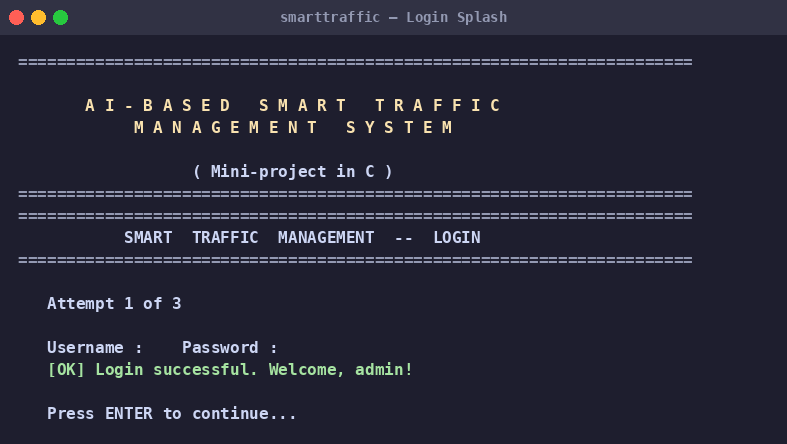 smarttraffic — Login Splash
======================================================================
A I - B A S E D   S M A R T   T R A F F I C
M A N A G E M E N T   S Y S T E M
( Mini-project in C )
======================================================================
======================================================================
SMART  TRAFFIC  MANAGEMENT  --  LOGIN
======================================================================
Attempt 1 of 3
Username :    Password :
[OK] Login successful. Welcome, admin!
Press ENTER to continue...